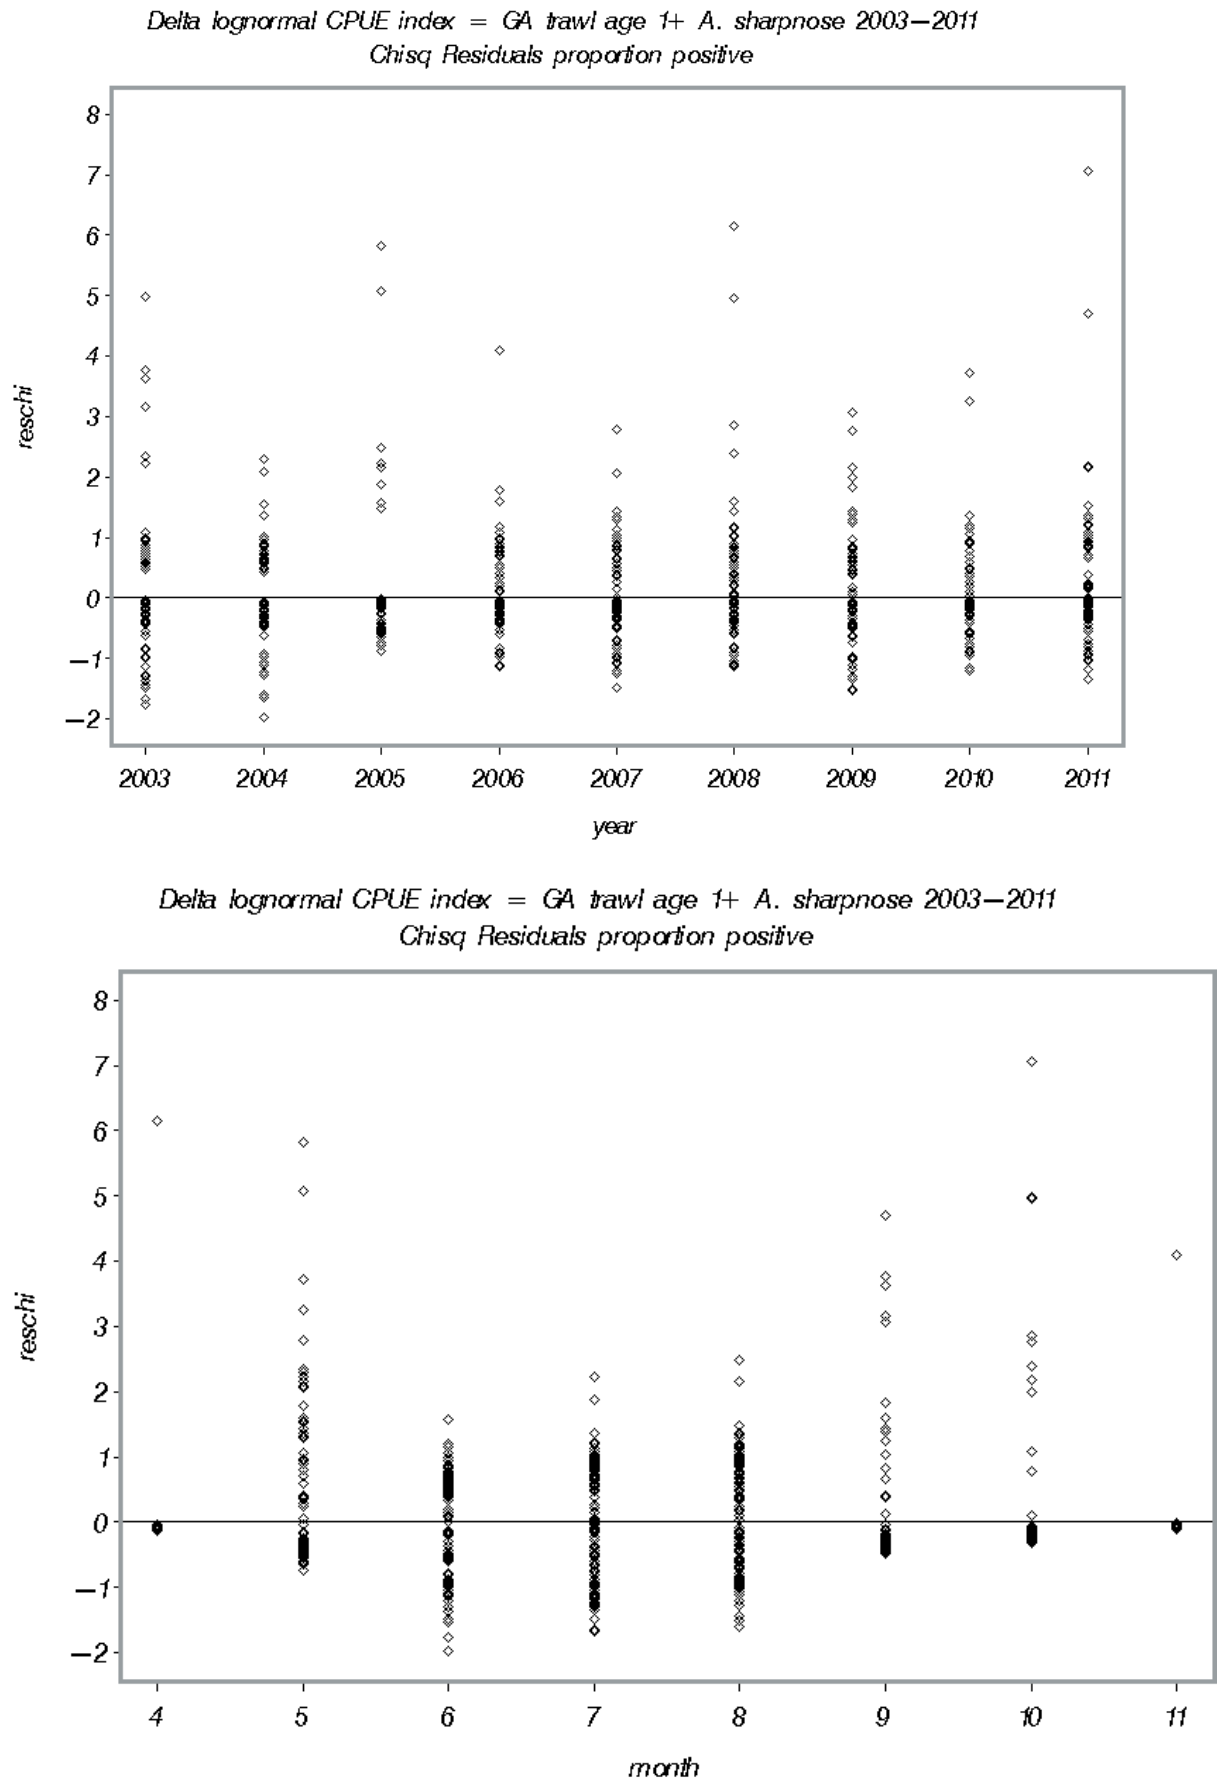 Delta lognormal CPUE index = GA trawl age 1+ A. sharpnose 2003–2011
Chisq Residuals proportion positive
8
7
6
5
4
3
2
1
0
−1
−2
reschi
2003 2004 2005 2006 2007 2008 2009 2010 2011
year
Delta lognormal CPUE index = GA trawl age 1+ A. sharpnose 2003–2011
Chisq Residuals proportion positive
8
7
6
5
4
3
2
1
0
−1
−2
reschi
4 5 6 7 8 9 10 11
month